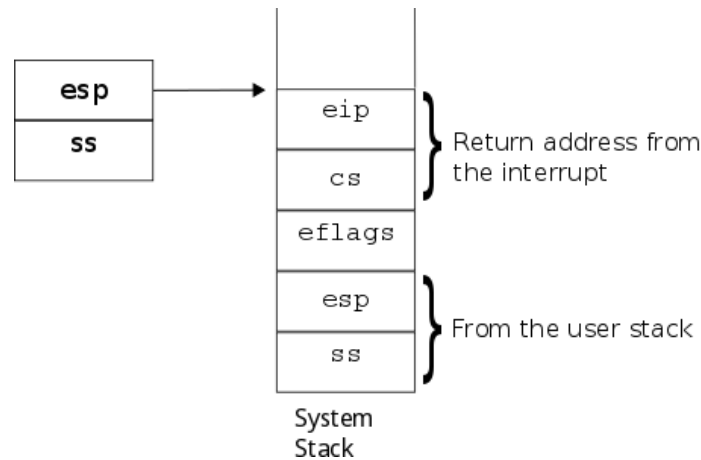 esp
ss
eip
cs
eflags
esp
ss
Return address from
the interrupt
From the user stack
System
Stack